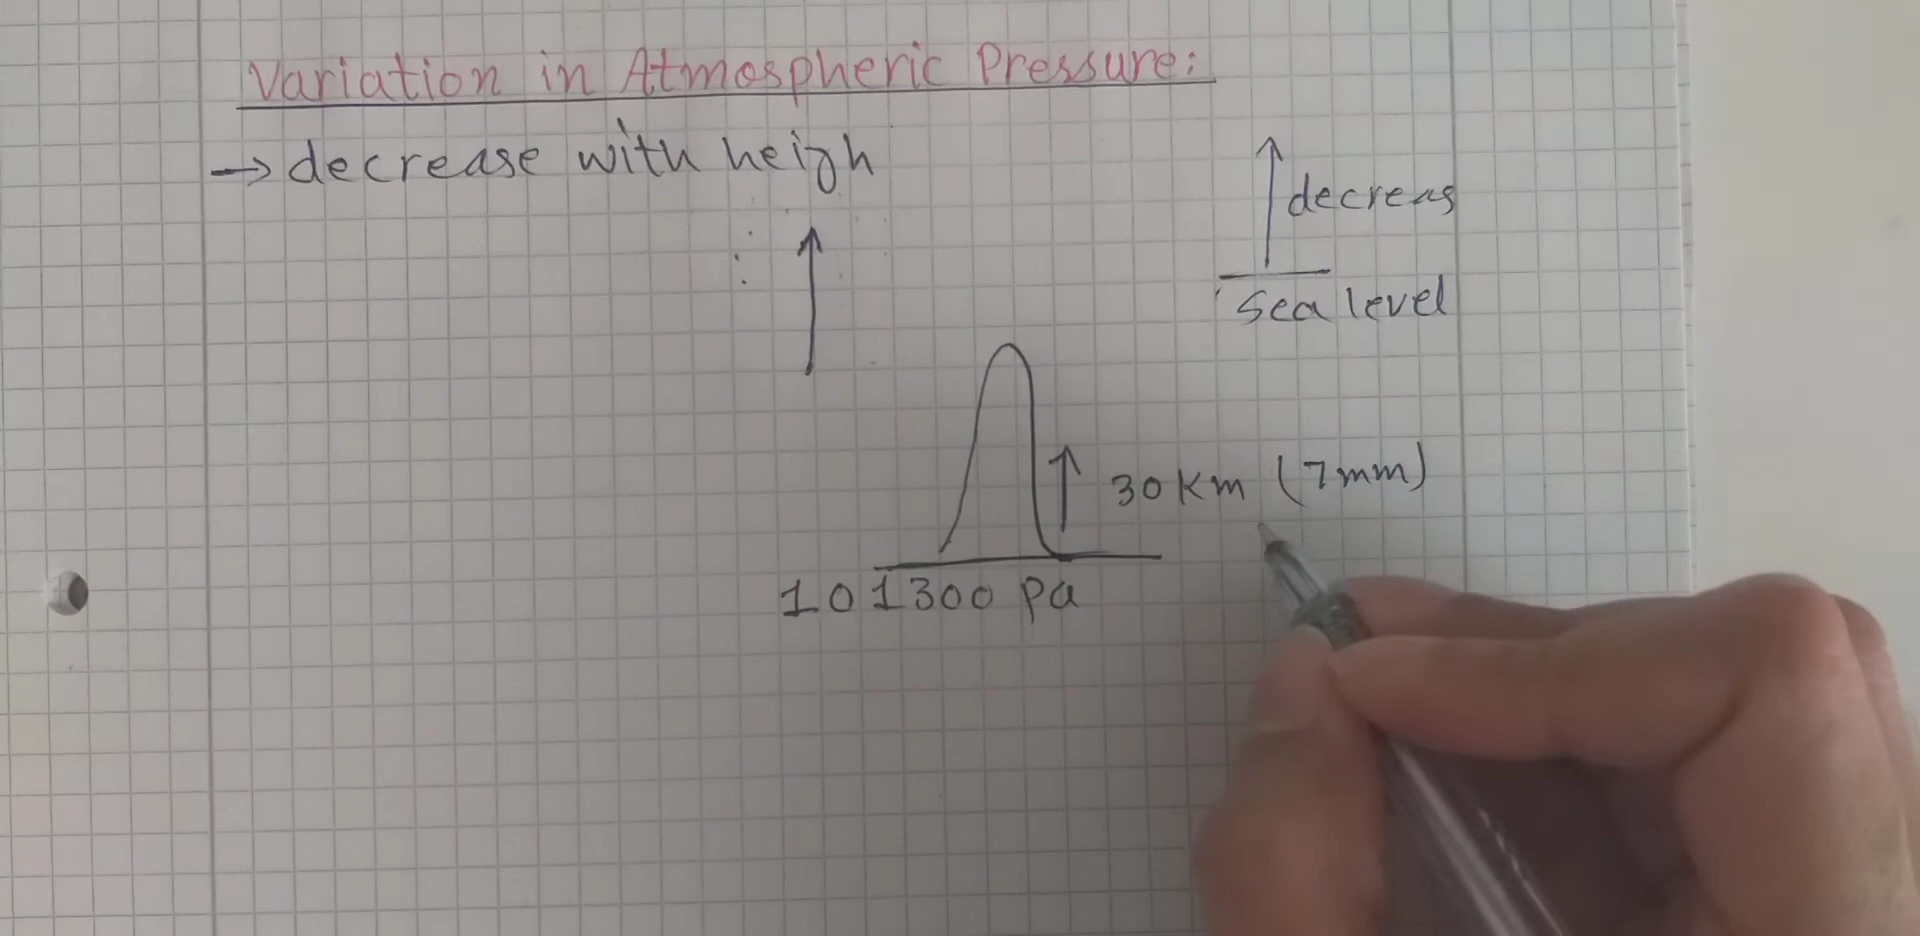 Variation in Atmospheric Pressure:
→ decrease with heigh
decreas
sea level
30 km (7mm)
101300 pa